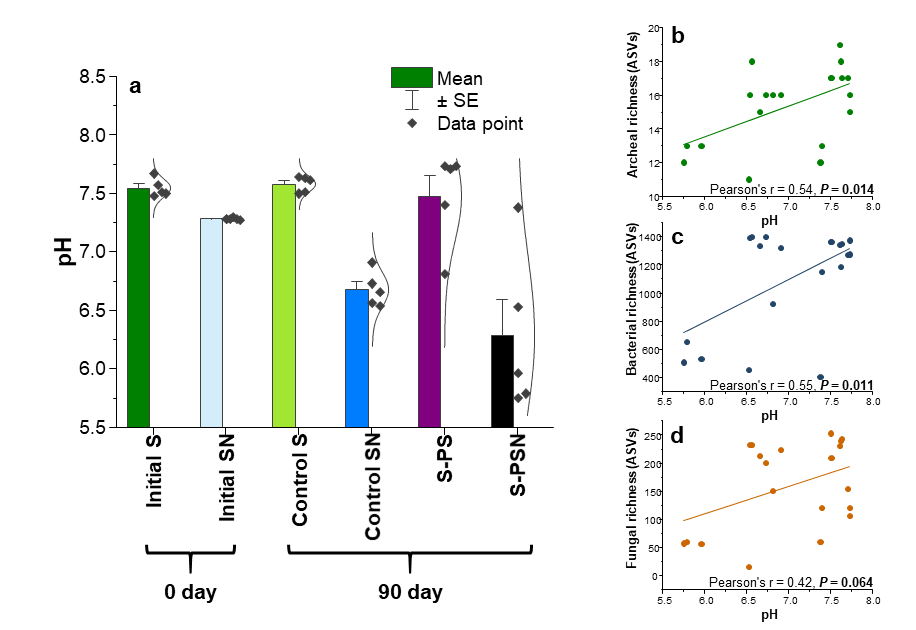 a
Mean
± SE
Data point
pH
8.5
8.0
7.5
7.0
6.5
6.0
5.5
Initial S
Initial SN
Control S
Control SN
S-PS
S-PSN
0 day
90 day
b
Archeal richness (ASVs)
20
18
16
14
12
10
Pearson's r = 0.54, P = 0.014
5.5 6.0 6.5 7.0 7.5 8.0
pH
c
Bacterial richness (ASVs)
1400
1200
1000
800
600
400
Pearson's r = 0.55, P = 0.011
5.5 6.0 6.5 7.0 7.5 8.0
pH
d
Fungal richness (ASVs)
250
200
150
100
50
0
Pearson's r = 0.42, P = 0.064
5.5 6.0 6.5 7.0 7.5 8.0
pH